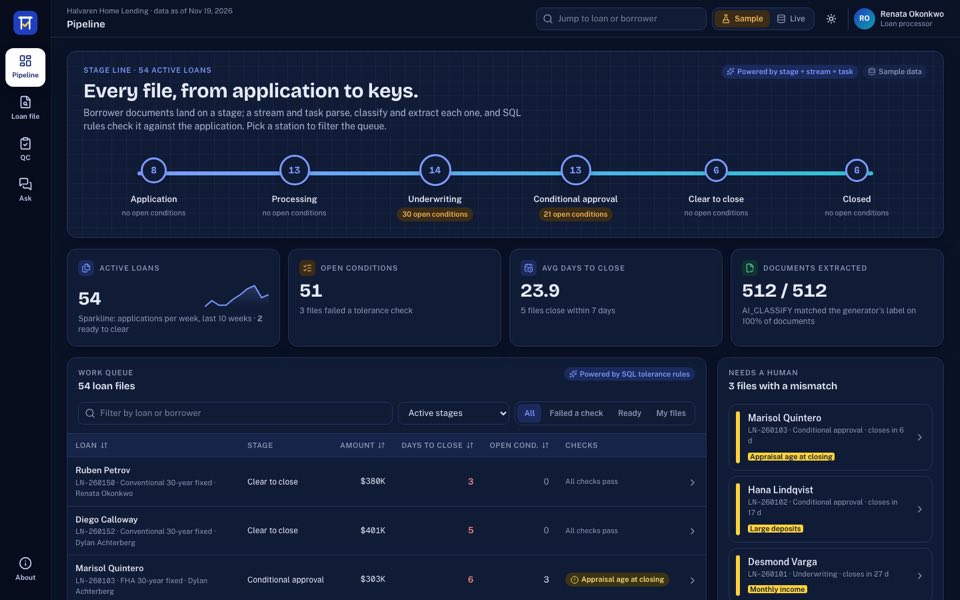 Halvaren Home Lending · data as of Nov 19, 2026
Pipeline
Jump to loan or borrower
Sample
Live
RO
Renata Okonkwo
Loan processor
Pipeline
Loan file
QC
Ask
About
STAGE LINE · 54 ACTIVE LOANS
Powered by stage + stream + task
Sample data
Every file, from application to keys.
Borrower documents land on a stage; a stream and task parse, classify and extract each one, and SQL
rules check it against the application. Pick a station to filter the queue.
8
13
14
13
6
6
Application
Processing
Underwriting
Conditional approval
Clear to close
Closed
no open conditions
no open conditions
30 open conditions
21 open conditions
no open conditions
no open conditions
ACTIVE LOANS
54
Sparkline: applications per week, last 10 weeks · 2
ready to clear
OPEN CONDITIONS
51
3 files failed a tolerance check
AVG DAYS TO CLOSE
23.9
5 files close within 7 days
DOCUMENTS EXTRACTED
512 / 512
AI_CLASSIFY matched the generator's label on
100% of documents
WORK QUEUE
54 loan files
Powered by SQL tolerance rules
Filter by loan or borrower
Active stages
All
Failed a check
Ready
My files
LOAN
STAGE
AMOUNT
DAYS TO CLOSE
OPEN COND.
CHECKS
Ruben Petrov
LN-260150 · Conventional 30-year fixed ·
Renata Okonkwo
Clear to close
$380K
3
0
All checks pass
Diego Calloway
LN-260152 · Conventional 30-year fixed ·
Dylan Achterberg
Clear to close
$401K
5
0
All checks pass
Marisol Quintero
LN-260103 · FHA 30-year fixed · Dylan
Achterberg
Conditional approval
$303K
6
3
Appraisal age at closing
NEEDS A HUMAN
3 files with a mismatch
Marisol Quintero
LN-260103 · Conditional approval · closes in 6
d
Appraisal age at closing
Hana Lindqvist
LN-260102 · Conditional approval · closes in
17 d
Large deposits
Desmond Varga
LN-260101 · Underwriting · closes in 27 d
Monthly income